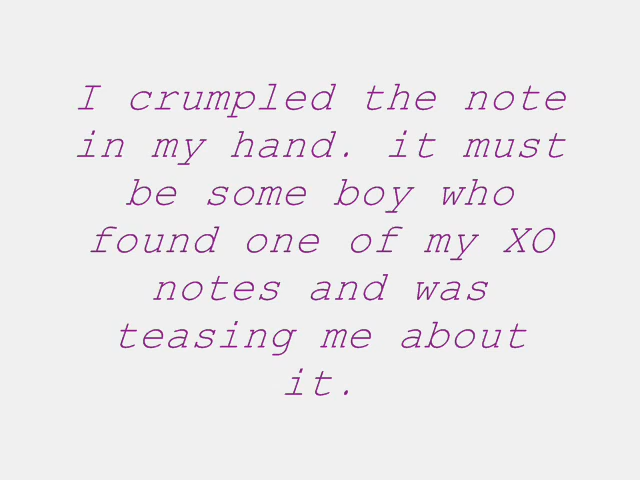 I crumpled the note
in my hand. it must
be some boy who
found one of my XO
notes and was
teasing me about
it.